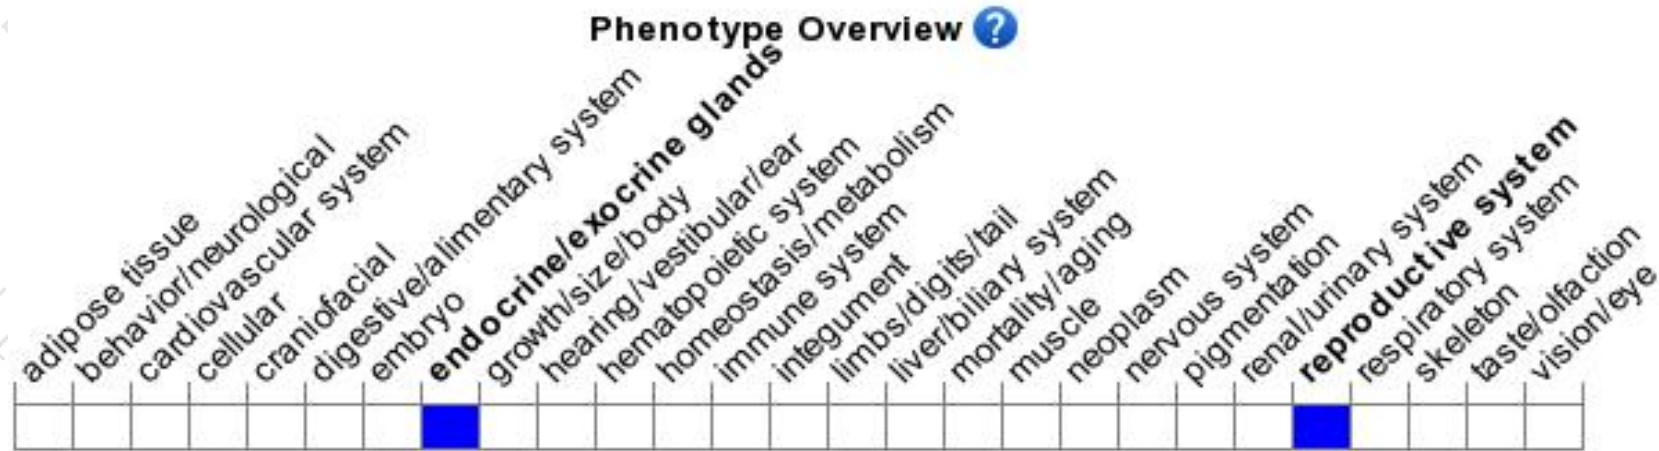 Phenotype Overview ?
adipose tissue
behavior/neurological
cardiovascular system
cellular
craniofacial
digestive/alimentary system
embryo
endocrine/exocrine glands
growth/size/body
hearing/vestibular/ear
hematopoietic system
homeostasis/metabolism
immune system
integument
limbs/digits/tail
liver/biliary system
mortality/aging
muscle
neoplasm
nervous system
pigmentation
renal/urinary system
reproductive system
respiratory system
skeleton
taste/olfaction
vision/eye